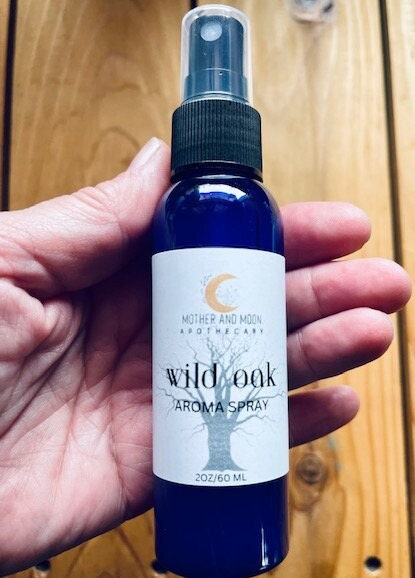 MOTHER AND MOON
APOTHECARY
wild oak
AROMA SPRAY
2OZ/60 ML